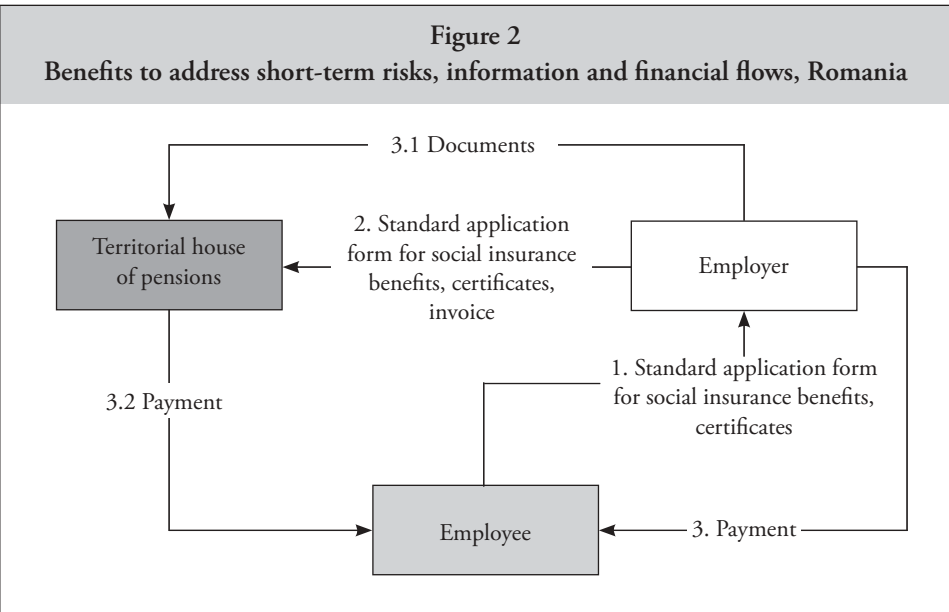 Figure 2
Benefits to address short-term risks, information and financial flows, Romania
3.1 Documents
Territorial house
of pensions
2. Standard application
form for social insurance
benefits, certificates,
invoice
Employer
1. Standard application form
for social insurance benefits,
certificates
3.2 Payment
Employee
3. Payment